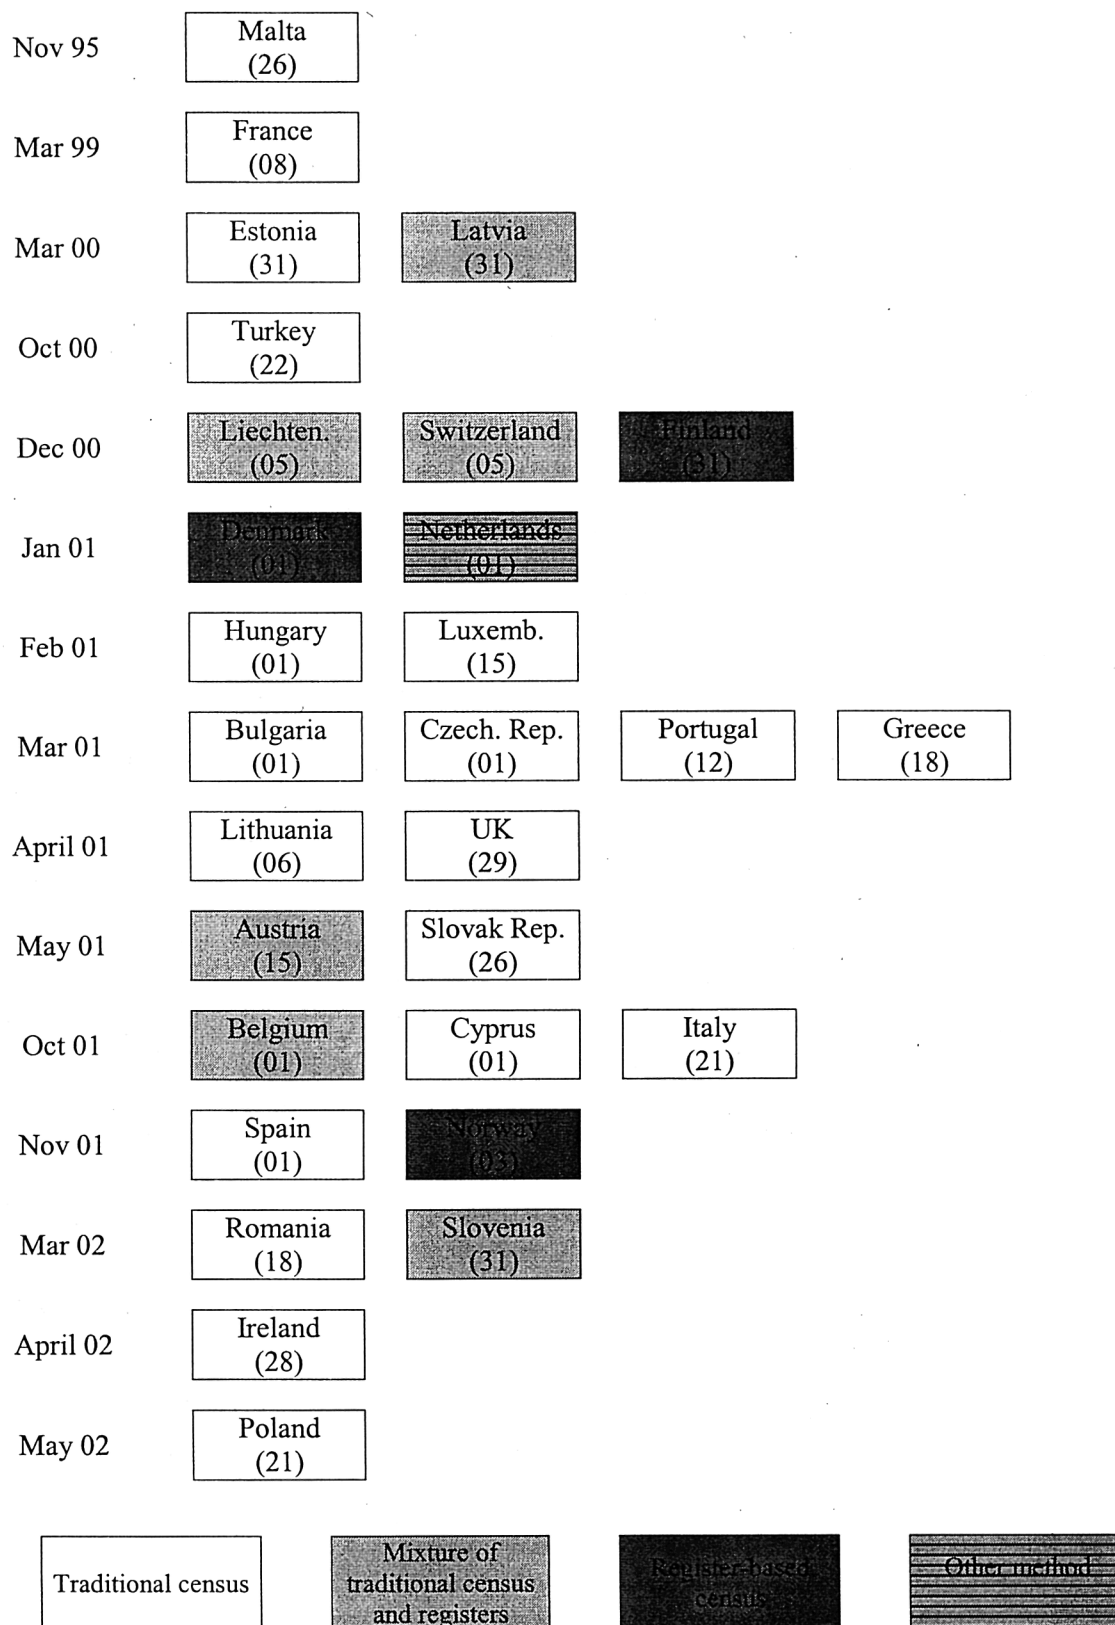 Nov 95
Malta
(26)
Mar 99
France
(08)
Mar 00
Estonia
(31)
Latvia
(31)
Oct 00
Turkey
(22)
Dec 00
Liechten.
(05)
Switzerland
(05)
Finland
(31)
Jan 01
Denmark
(01)
Netherlands
(01)
Feb 01
Hungary
(01)
Luxemb.
(15)
Mar 01
Bulgaria
(01)
Czech. Rep.
(01)
Portugal
(12)
Greece
(18)
April 01
Lithuania
(06)
UK
(29)
May 01
Austria
(15)
Slovak Rep.
(26)
Oct 01
Belgium
(01)
Cyprus
(01)
Italy
(21)
Nov 01
Spain
(01)
Norway
(03)
Mar 02
Romania
(18)
Slovenia
(31)
April 02
Ireland
(28)
May 02
Poland
(21)
Traditional census
Mixture of
traditional census
and registers
Register-based
census
Other method